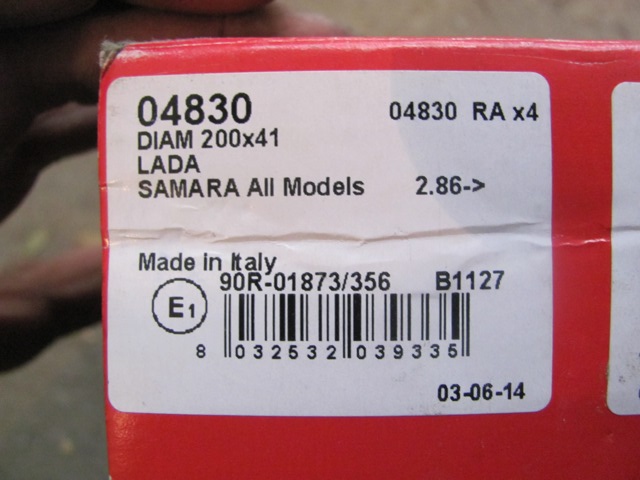 04830 04830 RA x4
DIAM 200x41
LADA
SAMARA All Models 2.86->
Made in Italy
90R-01873/356 B1127
E1
8 032532 039335
03-06-14